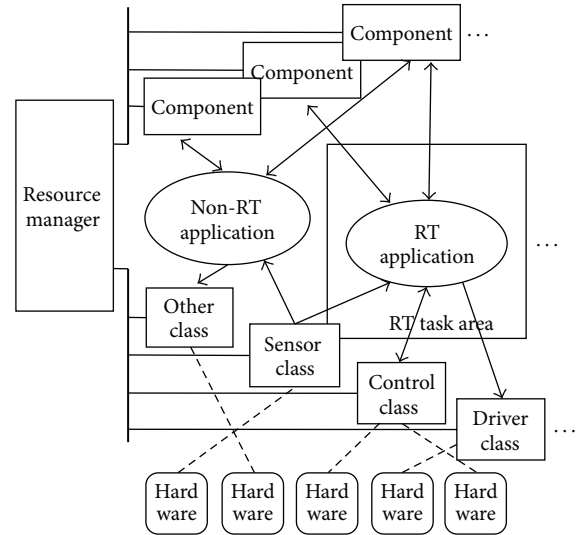 Component
...
Component
Component
Resource
manager
Non-RT
application
RT
application
...
Other
class
RT task area
Sensor
class
Control
class
Driver
class
...
Hard
ware
Hard
ware
Hard
ware
Hard
ware
Hard
ware